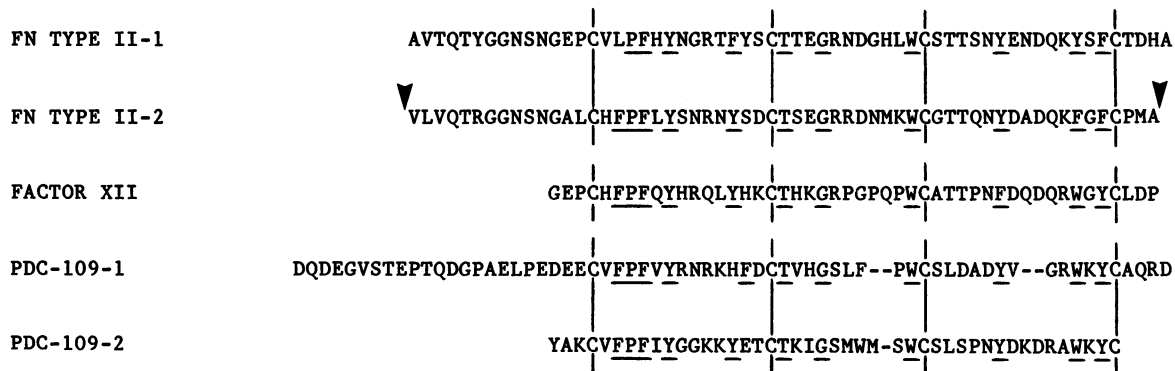 FN TYPE II-1 AVTQTYGGNSNGEPCVLPFHYNGRTFYSCTTEGRNDGHLWCSTTSNYENDQKYSFCTDHA
FN TYPE II-2 VLVQTRGGNSNGALCHFPFLYSNRNYSDCTSEGRRDNMKWCGTTQNYDADQKFGFCPMA
FACTOR XII GEPCHFPFQYHRQLYHKCTHKGRPGPQPWCATTPNFDQDQRWGYCLDP
PDC-109-1 DQDEGVSTEPTQDGPAELPEDEECVFPFVYRNRKHFDCTVHGSLF--PWCSLDADYV--GRWKYCAQRD
PDC-109-2 YAKCVFPFIYGGKKYETCTKIGSMWM-SWCSLSPNYDKDRAWKYC